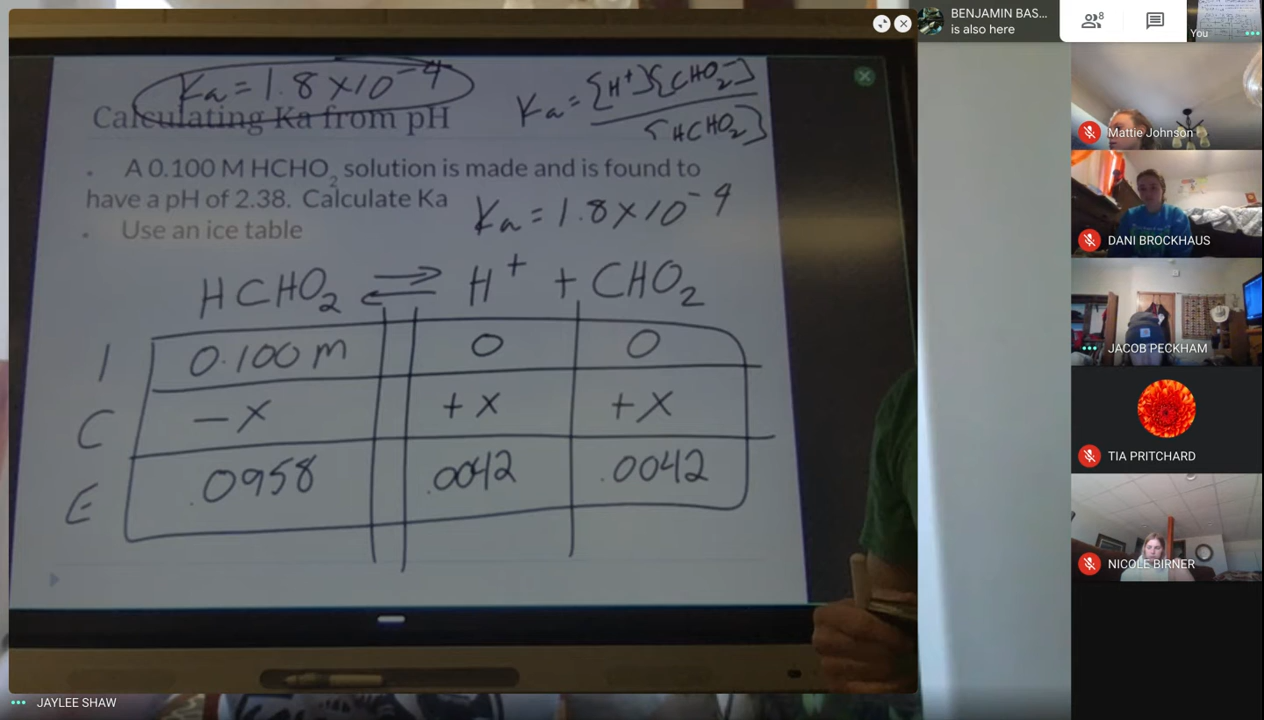 BENJAMIN BAS...
is also here
8
You
Ka = 1.8 x 10⁻⁴
Calculating Ka from pH
Ka = [H⁺][CHO₂⁻]
[HCHO₂]
A 0.100 M HCHO₂ solution is made and is found to
have a pH of 2.38. Calculate Ka
Ka = 1.8 x 10⁻⁴
Use an ice table
HCHO₂ ⇌ H⁺ + CHO₂
I 0.100 M 0 0
C - x + x + x
E .0958 .0042 .0042
Mattie Johnson
DANI BROCKHAUS
JACOB PECKHAM
TIA PRITCHARD
NICOLE BIRNER
JAYLEE SHAW